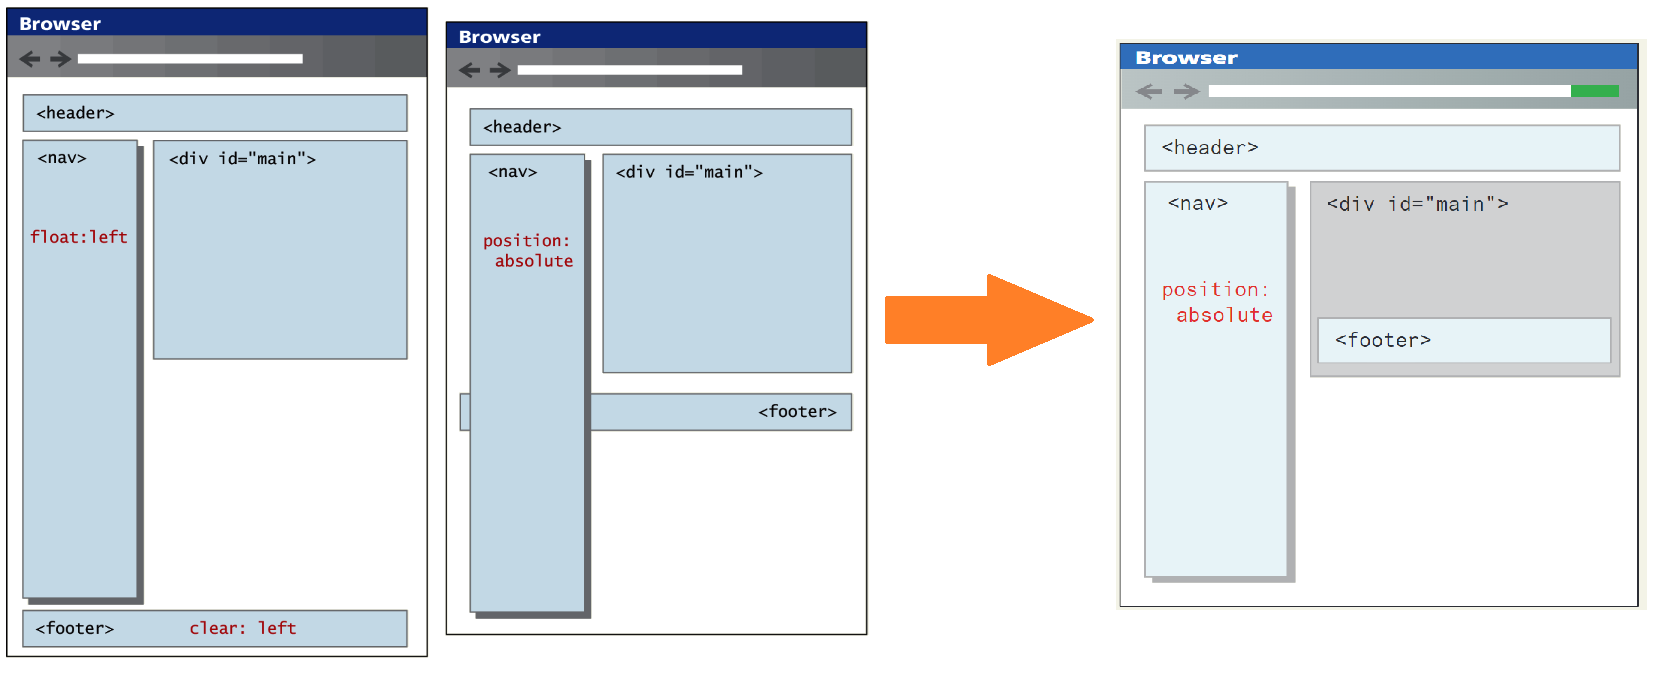 Browser
<header>
<nav>
<div id="main">
float:left
<footer>
clear: left
Browser
<header>
<nav>
<div id="main">
position:
absolute
<footer>
Browser
<header>
<nav>
<div id="main">
position:
absolute
<footer>